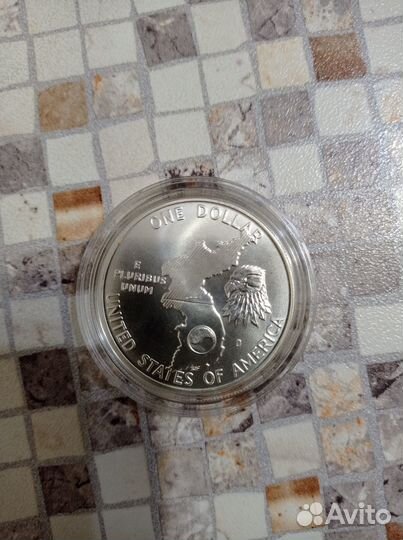 ONE DOLLAR
E
PLURIBUS
UNUM
D
UNITED STATES OF AMERICA
Avito